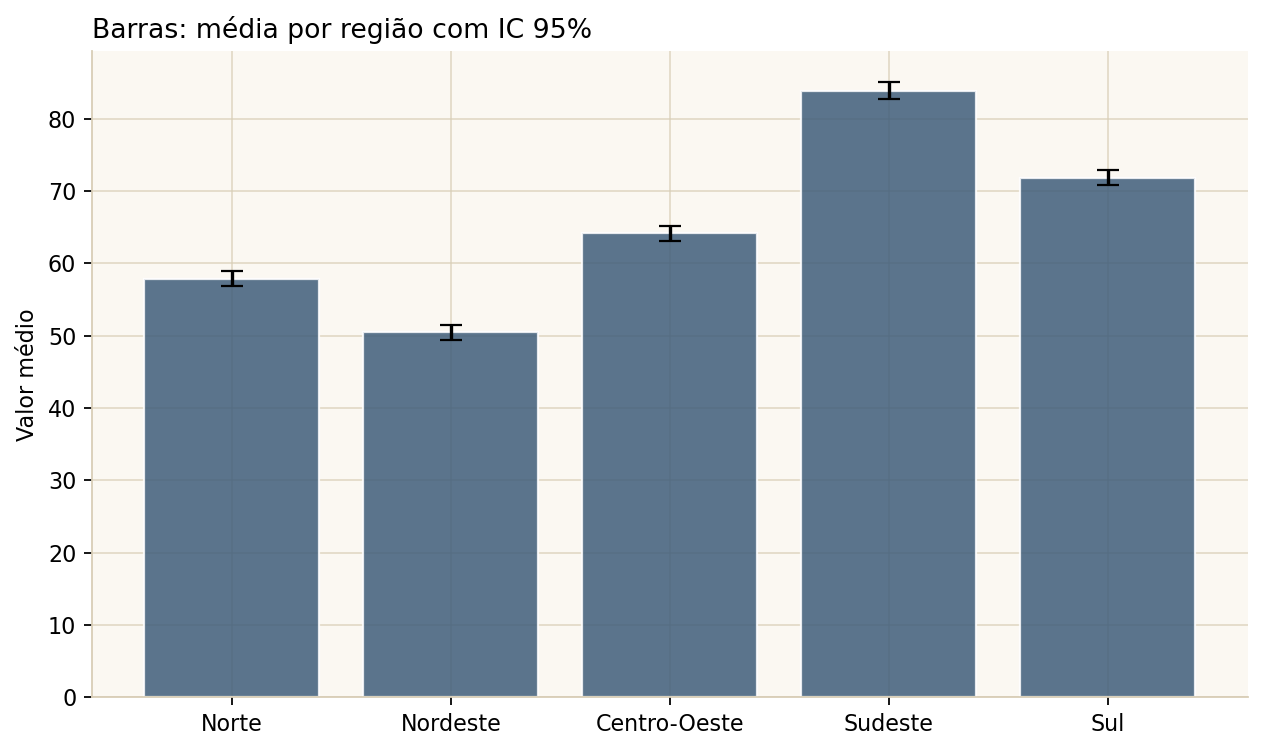 Barras: média por região com IC 95%
Valor médio
80
70
60
50
40
30
20
10
0
Norte
Nordeste
Centro-Oeste
Sudeste
Sul